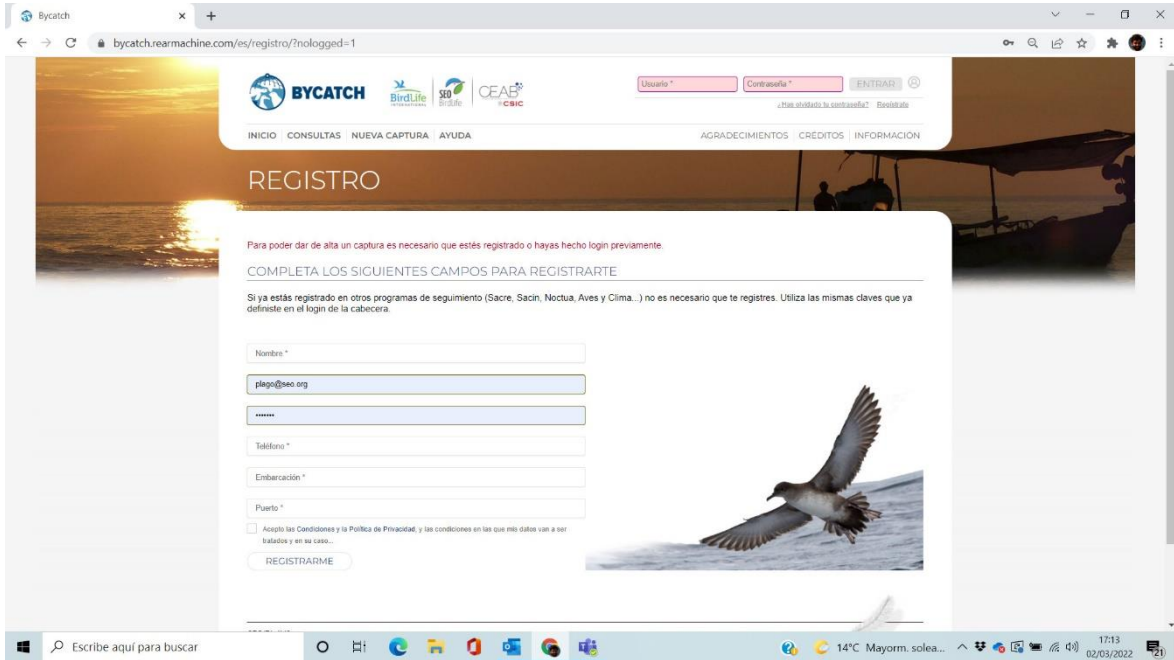 Bycatch
bycatch.rearmachine.com/es/registro/?nologged=1
BYCATCH
BirdLife
INTERNATIONAL
SEO
BirdLife
CEAB
CSIC
Usuario *
Contraseña *
ENTRAR
¿Has olvidado la contraseña? Regístrate
INICIO CONSULTAS NUEVA CAPTURA AYUDA
AGRADECIMIENTOS CRÉDITOS INFORMACIÓN
REGISTRO
Para poder dar de alta un captura es necesario que estés registrado o hayas hecho login previamente.
COMPLETA LOS SIGUIENTES CAMPOS PARA REGISTRARTE
Si ya estás registrado en otros programas de seguimiento (Sacre, Sacin, Noctua, Aves y Clima...) no es necesario que te registres. Utiliza las mismas claves que ya
definiste en el login de la cabecera.
Nombre *
plago@seo.org
•••••••
Teléfono *
Embarcación *
Puerto *
Acepto las Condiciones y la Política de Privacidad, y las condiciones en las que mis datos van a ser
tratados y en su caso...
REGISTRARME
Escribe aquí para buscar
14°C Mayorm. solea...
17:13
02/03/2022
21